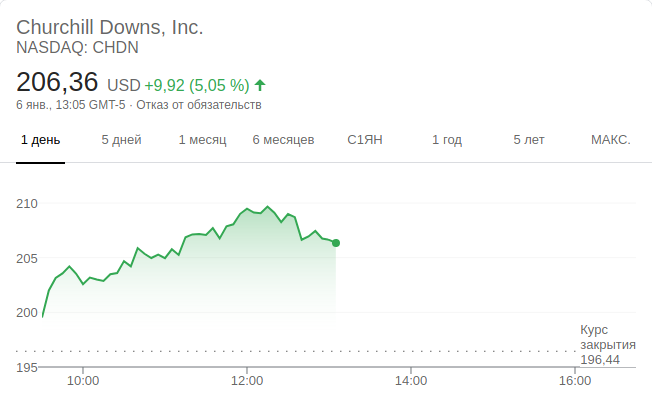 Churchill Downs, Inc.
NASDAQ: CHDN
206,36 USD +9,92 (5,05 %)
6 янв., 13:05 GMT-5 · Отказ от обязательств
1 день 5 дней 1 месяц 6 месяцев С1ЯН 1 год 5 лет МАКС.
210
205
200
Курс
закрытия
196,44
195
10:00 12:00 14:00 16:00